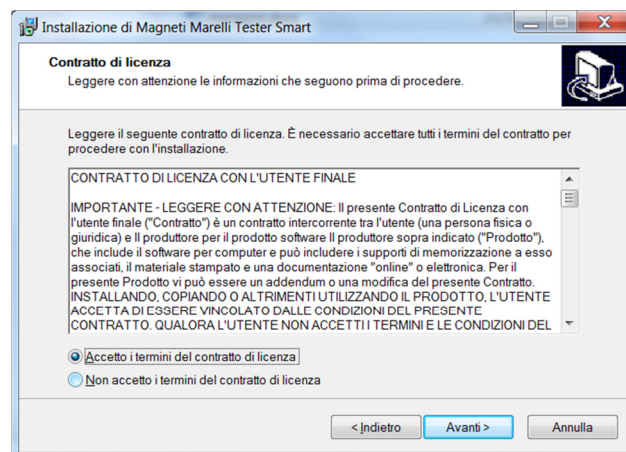 Installazione di Magneti Marelli Tester Smart
Contratto di licenza
Leggere con attenzione le informazioni che seguono prima di procedere.
Leggere il seguente contratto di licenza. È necessario accettare tutti i termini del contratto per
procedere con l'installazione.
CONTRATTO DI LICENZA CON L'UTENTE FINALE
IMPORTANTE - LEGGERE CON ATTENZIONE: Il presente Contratto di Licenza con
l'utente finale ("Contratto") è un contratto intercorrente tra l'utente (una persona fisica o
giuridica) e Il produttore per il prodotto software Il produttore sopra indicato ("Prodotto"),
che include il software per computer e può includere i supporti di memorizzazione a esso
associati, il materiale stampato e una documentazione "online" o elettronica. Per il
presente Prodotto vi può essere un addendum o una modifica del presente Contratto.
INSTALLANDO, COPIANDO O ALTRIMENTI UTILIZZANDO IL PRODOTTO, L'UTENTE
ACCETTA DI ESSERE VINCOLATO DALLE CONDIZIONI DEL PRESENTE
CONTRATTO. QUALORA L'UTENTE NON ACCETTI I TERMINI E LE CONDIZIONI DEL
Accetto i termini del contratto di licenza
Non accetto i termini del contratto di licenza
< Indietro
Avanti >
Annulla